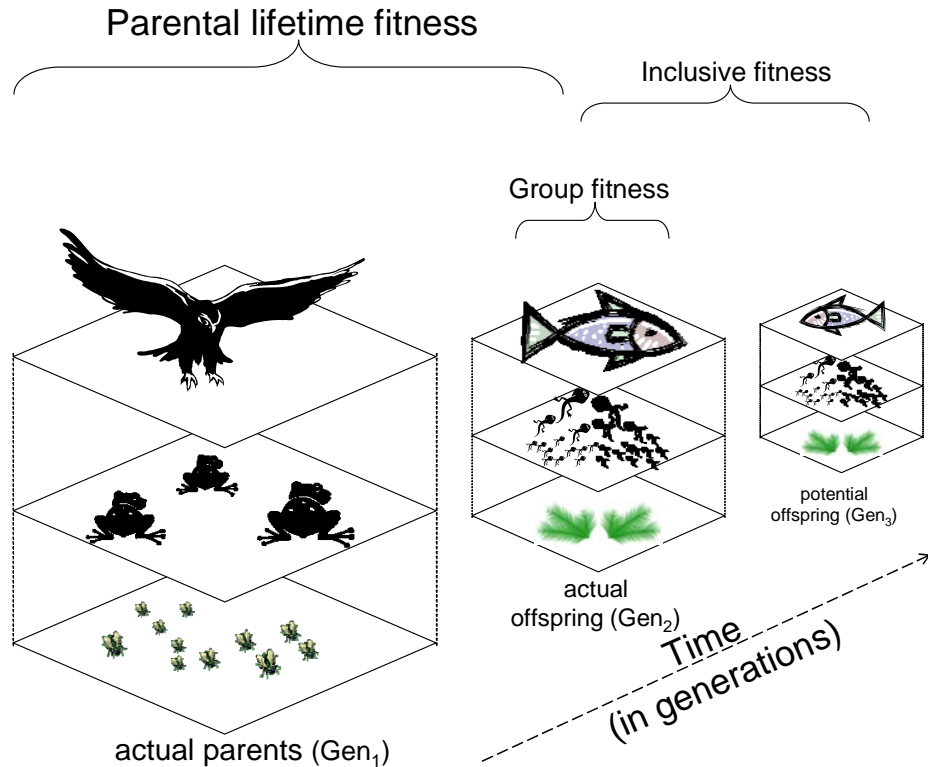 Parental lifetime fitness
Inclusive fitness
Group fitness
potential
offspring (Gen₃)
actual
offspring (Gen₂)
Time
(in generations)
actual parents (Gen₁)